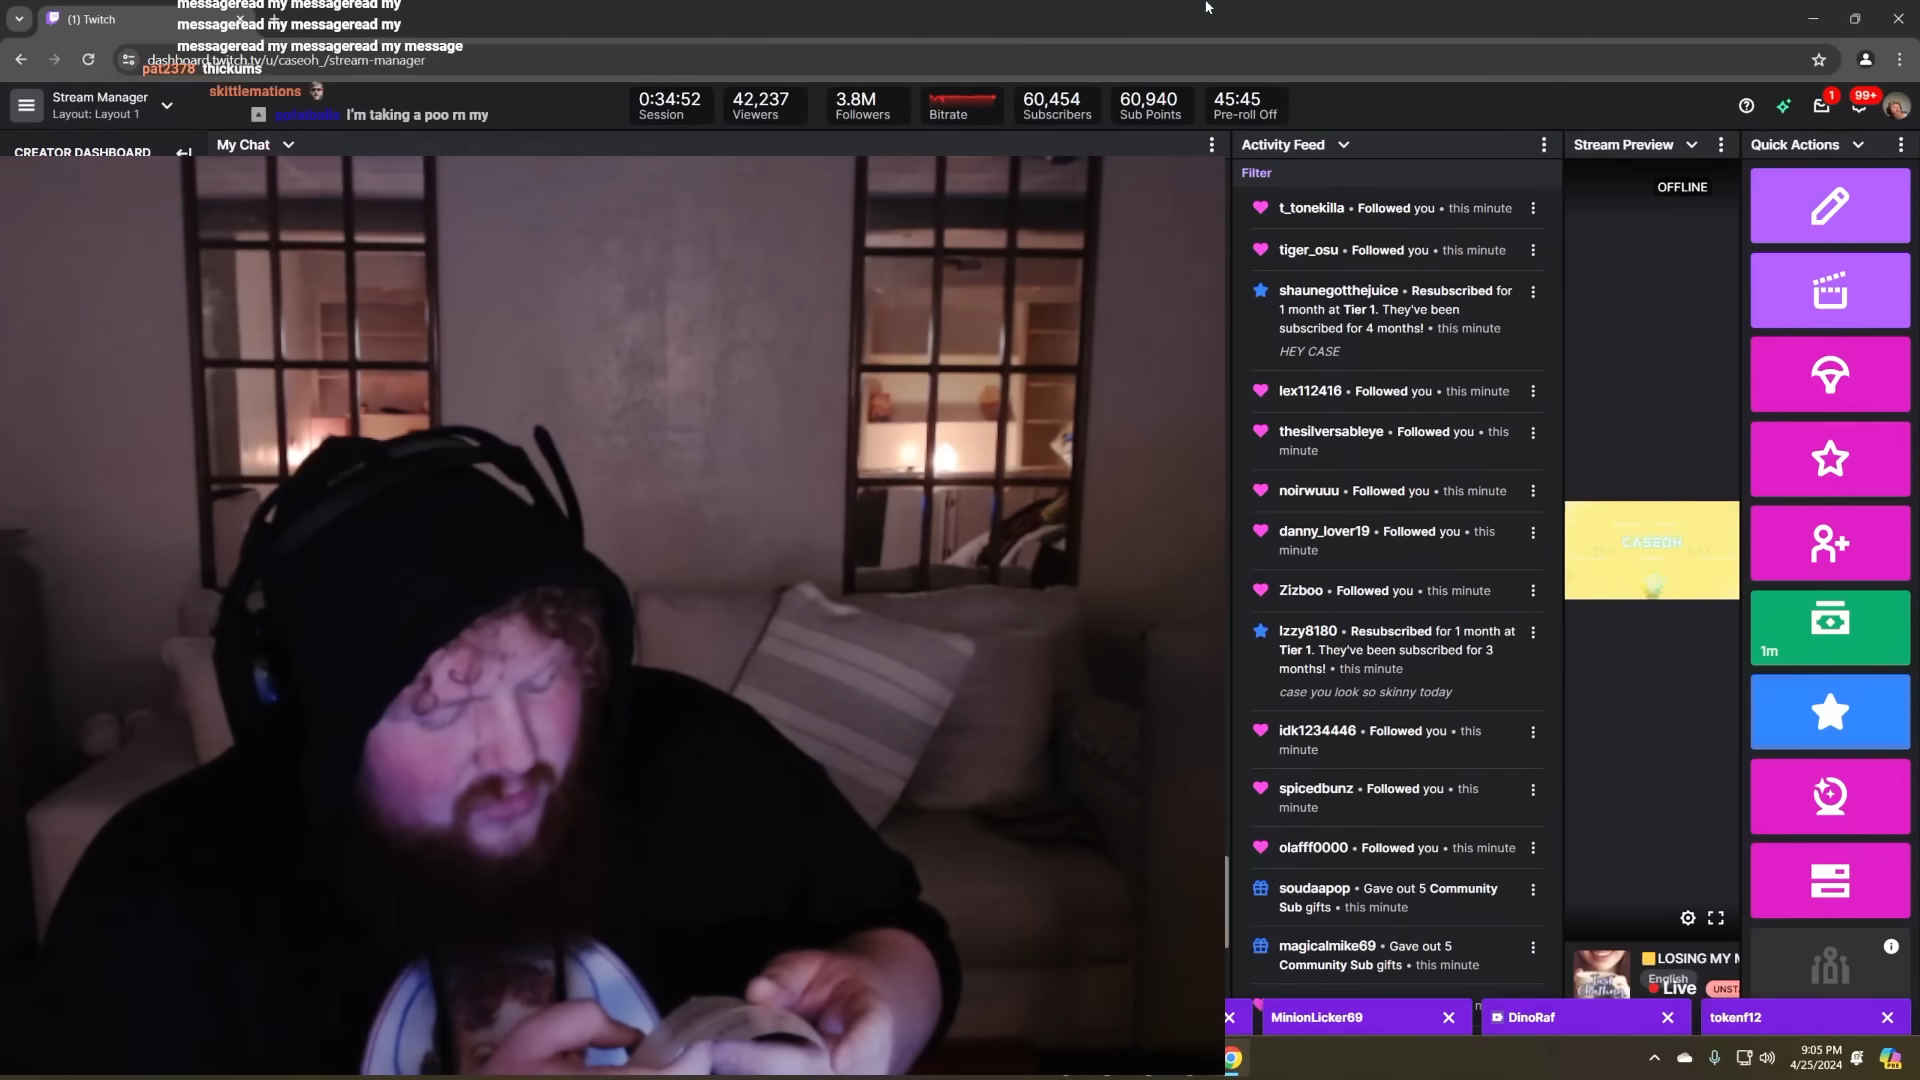 messageread my messageread my
messageread my messageread my
messageread my messageread my message
(1) Twitch
dashboard.twitch.tv/u/caseoh_/stream-manager
pat2378 thickums
skittlemations
I'm taking a poo rn my
Stream Manager
Layout: Layout 1
0:34:52
Session
42,237
Viewers
3.8M
Followers
Bitrate
60,454
Subscribers
60,940
Sub Points
45:45
Pre-roll Off
1
99+
CREATOR DASHBOARD
My Chat
Activity Feed
Stream Preview
Quick Actions
Filter
t_tonekilla • Followed you • this minute
tiger_osu • Followed you • this minute
shaunegotthejuice • Resubscribed for
1 month at Tier 1. They've been
subscribed for 4 months! • this minute
HEY CASE
lex112416 • Followed you • this minute
thesilversableye • Followed you • this
minute
noirwuuu • Followed you • this minute
danny_lover19 • Followed you • this
minute
Zizboo • Followed you • this minute
Izzy8180 • Resubscribed for 1 month at
Tier 1. They've been subscribed for 3
months! • this minute
case you look so skinny today
idk1234446 • Followed you • this
minute
spicedbunz • Followed you • this
minute
olafff0000 • Followed you • this minute
soudaapop • Gave out 5 Community
Sub gifts • this minute
magicalmike69 • Gave out 5
Community Sub gifts • this minute
OFFLINE
CASEOH
LOSING MY M
English
Live
UNST
Just
Chatting
1m
MinionLicker69
DinoRaf
tokenf12
9:05 PM
4/25/2024
PRE